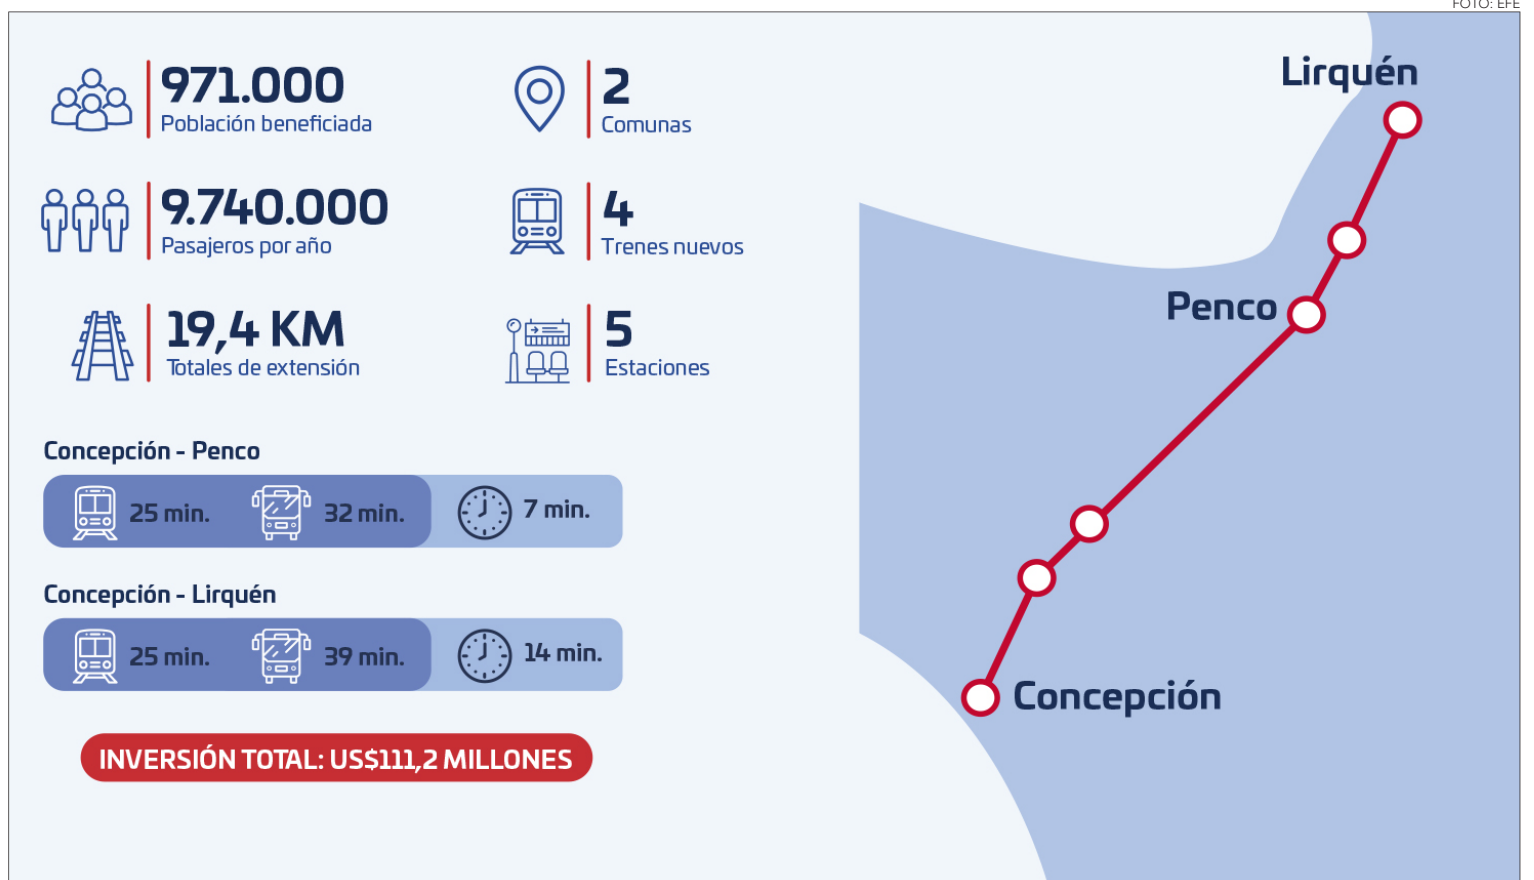 FOTO: EFE
971.000
Población beneficiada
2
Comunas
9.740.000
Pasajeros por año
4
Trenes nuevos
19,4 KM
Totales de extensión
5
Estaciones
Concepción - Penco
25 min.
32 min.
7 min.
Concepción - Lirquén
25 min.
39 min.
14 min.
INVERSIÓN TOTAL: US$111,2 MILLONES
Lirquén
Penco
Concepción